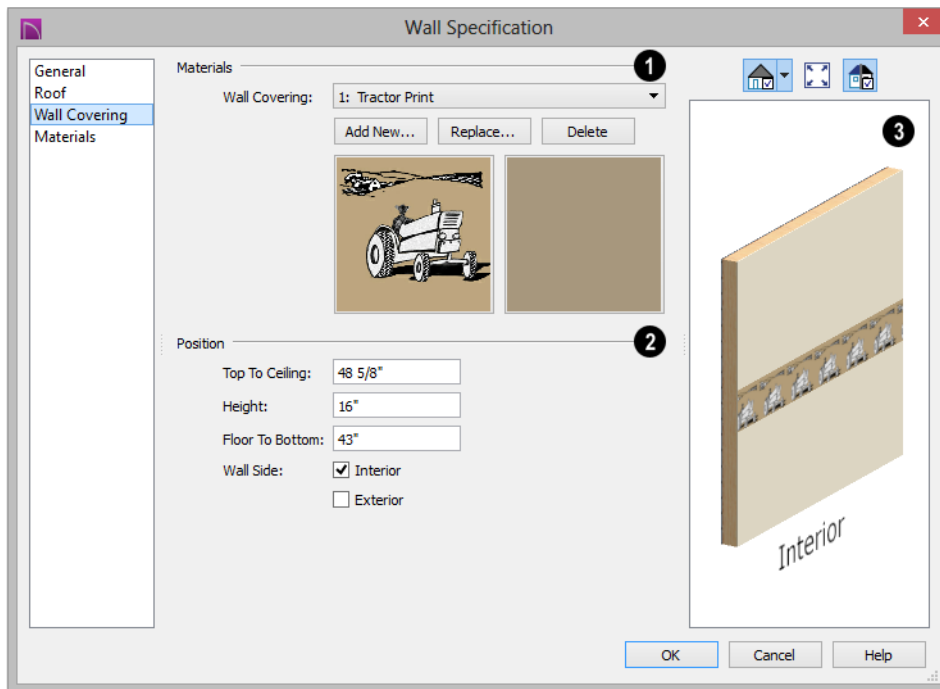 Wall Specification
General
Roof
Wall Covering
Materials
Materials
1
Wall Covering:
1: Tractor Print
Add New...
Replace...
Delete
Position
2
Top To Ceiling:
48 5/8"
Height:
16"
Floor To Bottom:
43"
Wall Side:
Interior
Exterior
3
Interior
OK
Cancel
Help